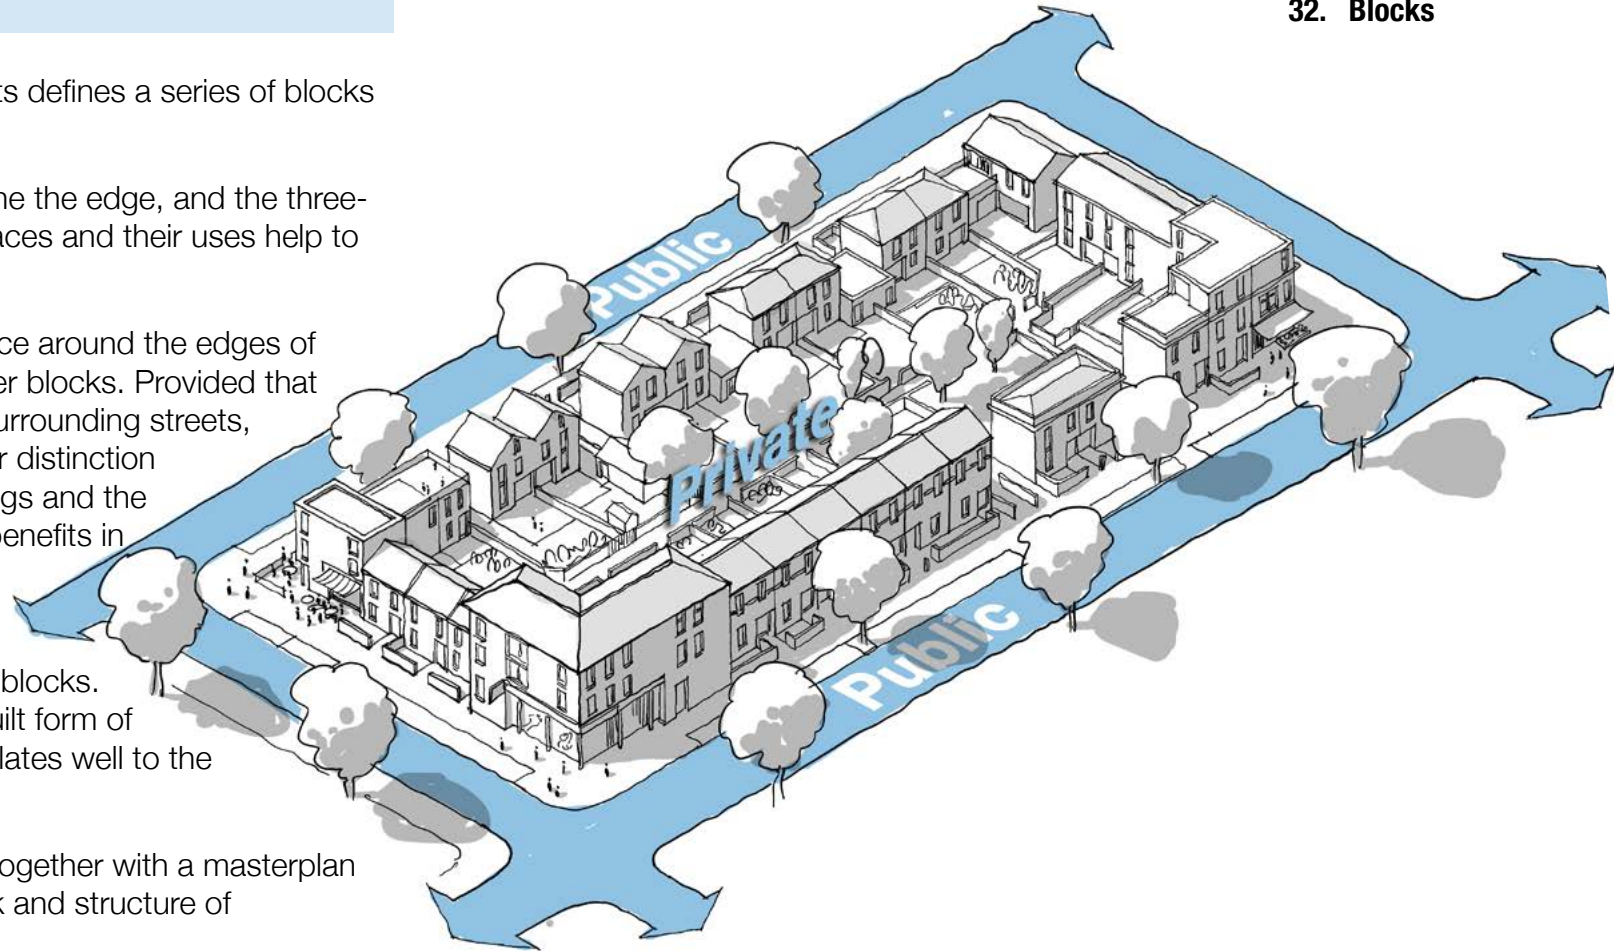 32. Blocks
ts defines a series of blocks
ne the edge, and the three-
aces and their uses help to
ce around the edges of
er blocks. Provided that
urrounding streets,
r distinction
gs and the
benefits in
blocks.
uilt form of
lates well to the
ogether with a masterplan
k and structure of
Public
Private
Public